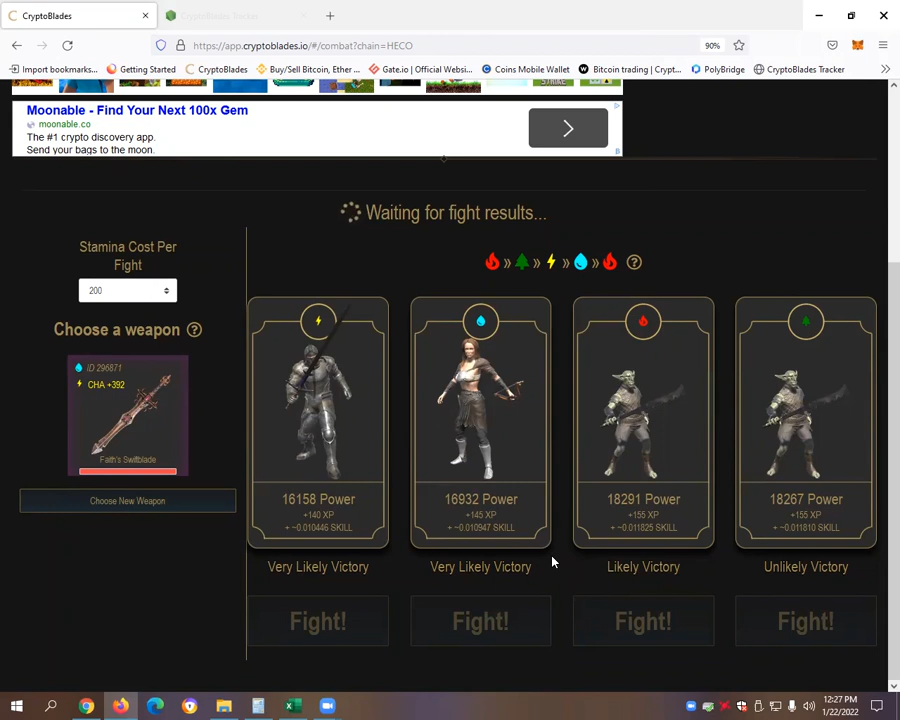 CryptoBlades
CryptoBlades Tracker
https://app.cryptoblades.io/#/combat?chain=HECO
90%
Import bookmarks...
Getting Started
CryptoBlades
Buy/Sell Bitcoin, Ether ...
Gate.io - Official Websi...
Coins Mobile Wallet
Bitcoin trading | Crypt...
PolyBridge
CryptoBlades Tracker
Moonable - Find Your Next 100x Gem
moonable.co
The #1 crypto discovery app.
Send your bags to the moon.
Waiting for fight results...
Stamina Cost Per
Fight
200
Choose a weapon
ID 296871
CHA +392
Faith's Swiftblade
Choose New Weapon
16158 Power
+140 XP
+ ~0.010446 SKILL
Very Likely Victory
Fight!
16932 Power
+145 XP
+ ~0.010947 SKILL
Very Likely Victory
Fight!
18291 Power
+155 XP
+ ~0.011825 SKILL
Likely Victory
Fight!
18267 Power
+155 XP
+ ~0.011810 SKILL
Unlikely Victory
Fight!
12:27 PM
1/22/2022